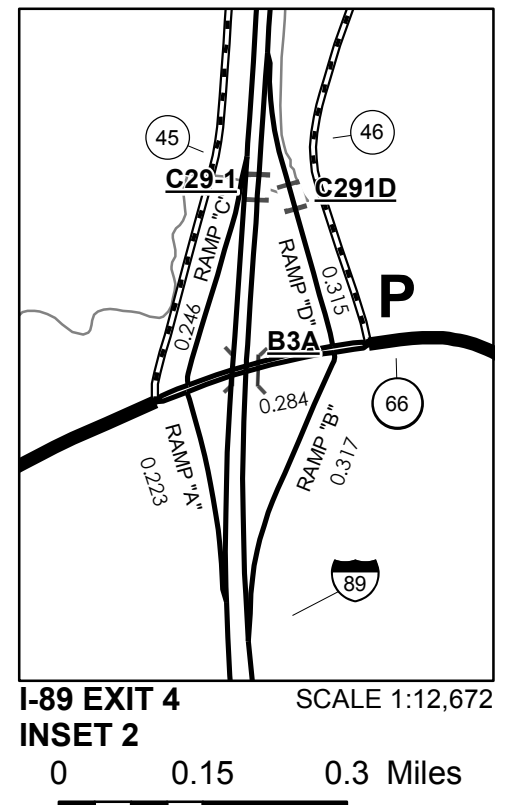 45
46
C29-1
C291D
RAMP "C"
0.246
RAMP "D"
0.315
P
B3A
0.284
66
RAMP "A"
0.223
RAMP "B"
0.317
89
I-89 EXIT 4
SCALE 1:12,672
INSET 2
0 0.15 0.3 Miles